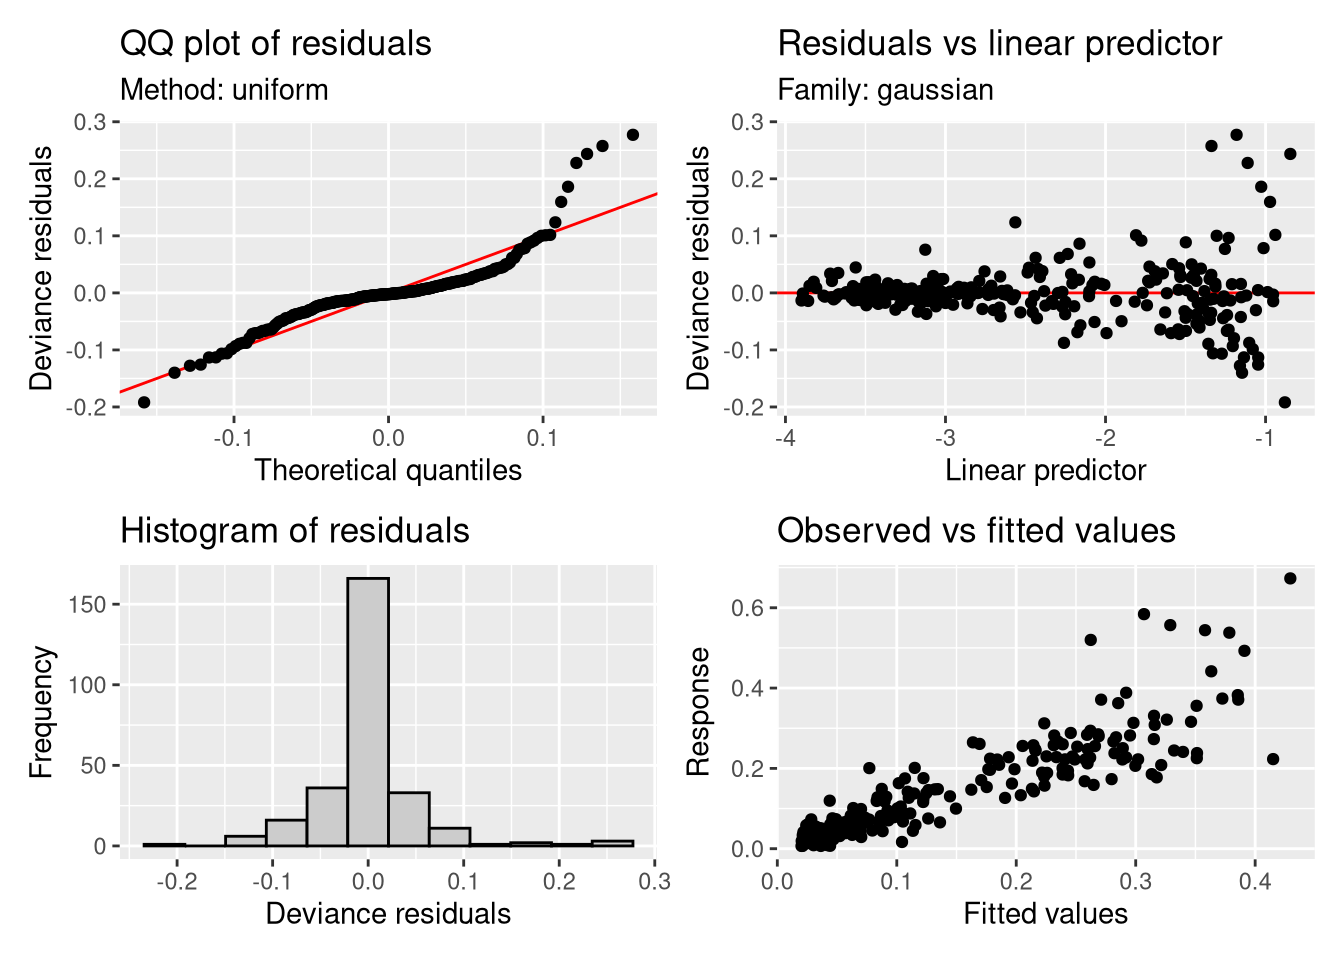 QQ plot of residuals
Method: uniform
0.3
0.2
0.1
0.0
-0.1
-0.2
Deviance residuals
-0.1
0.0
0.1
Theoretical quantiles
Residuals vs linear predictor
Family: gaussian
0.3
0.2
0.1
0.0
-0.1
-0.2
Deviance residuals
-4
-3
-2
-1
Linear predictor
Histogram of residuals
150
100
50
0
Frequency
-0.2
-0.1
0.0
0.1
0.2
0.3
Deviance residuals
Observed vs fitted values
0.6
0.4
0.2
0.0
Response
0.0
0.1
0.2
0.3
0.4
Fitted values